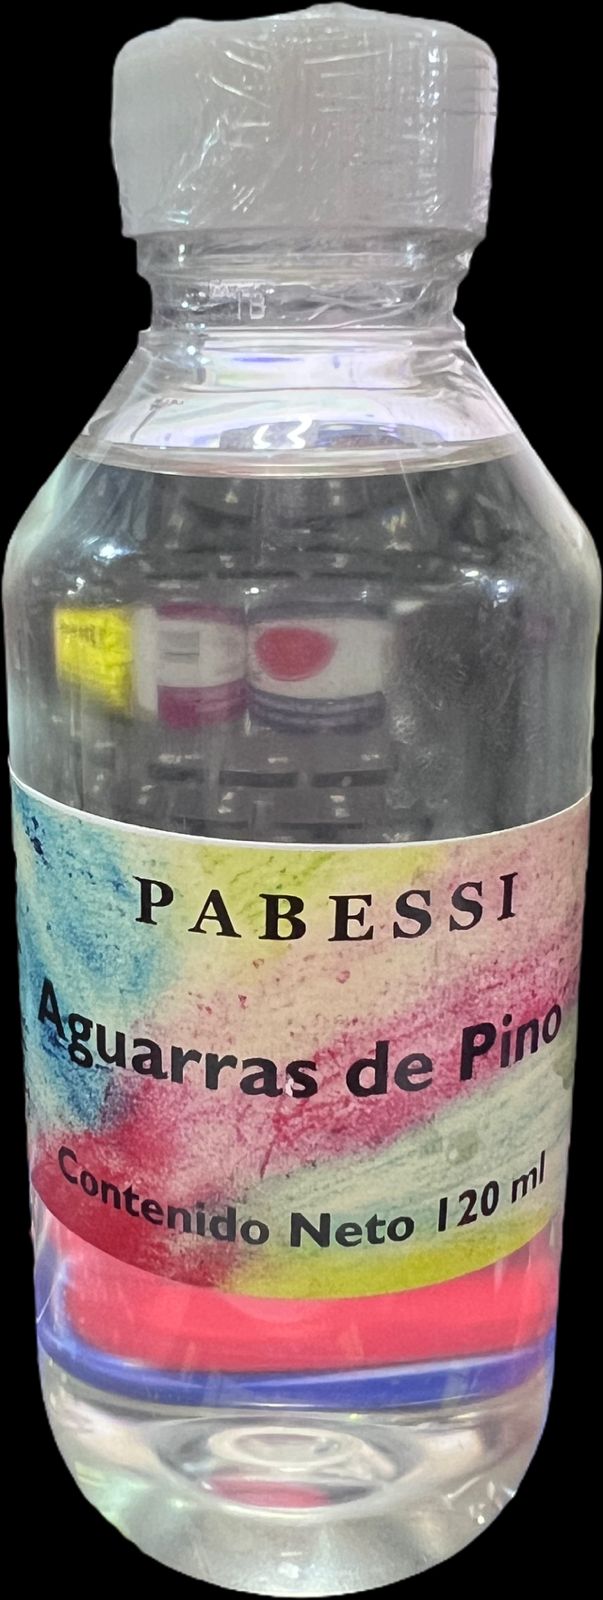 PABESSI
Aguarras de Pino
Contenido Neto 120 ml